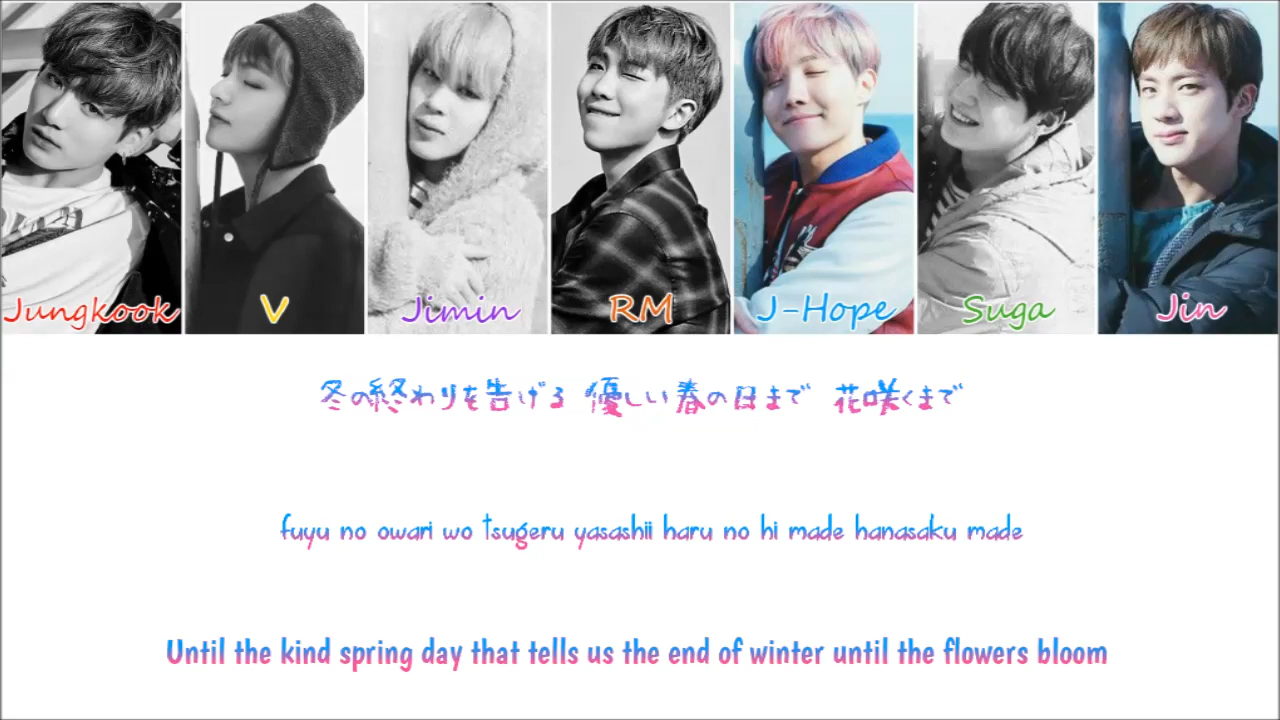 Jungkook V Jimin RM J-Hope Suga Jin
冬の終わりを告げる 優しい春の日まで 花咲くまで
fuyu no owari wo tsugeru yasashii haru no hi made hanasaku made
Until the kind spring day that tells us the end of winter until the flowers bloom